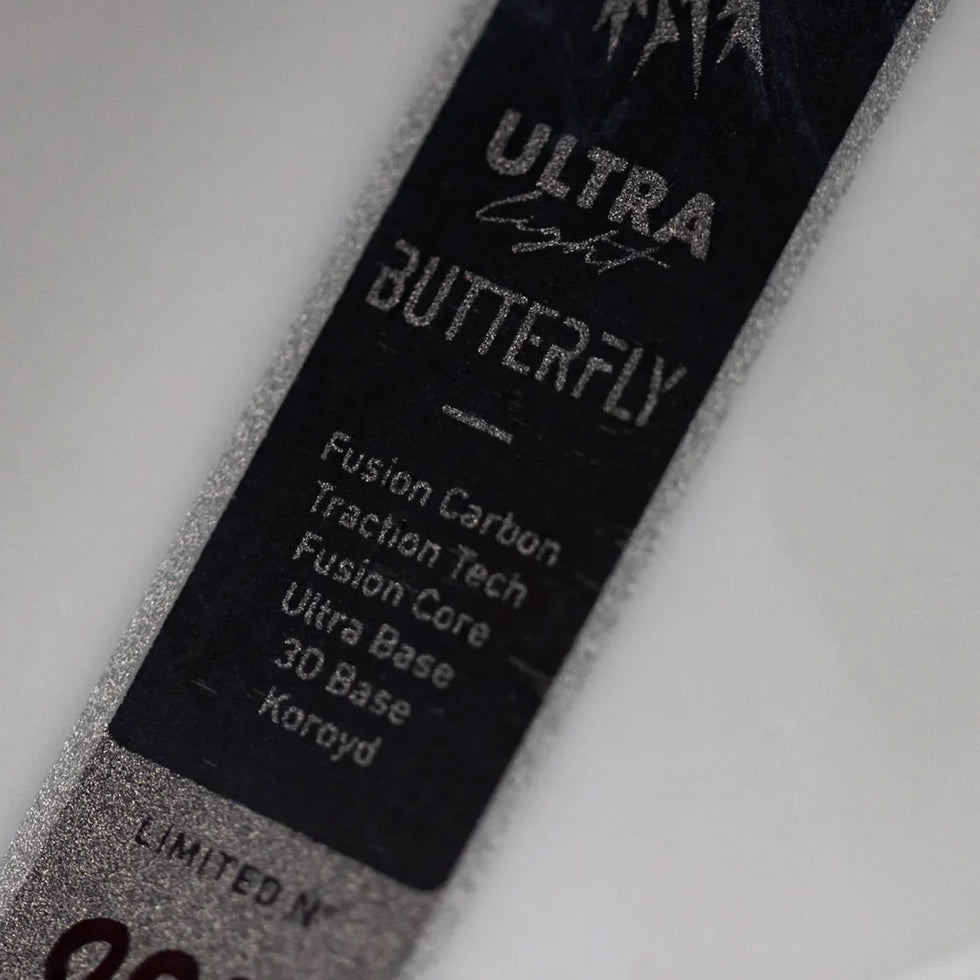 ULTRA
light
BUTTERFLY
Fusion Carbon
Traction Tech
Fusion Core
Ultra Base
3D Base
Koroyd
LIMITED N°